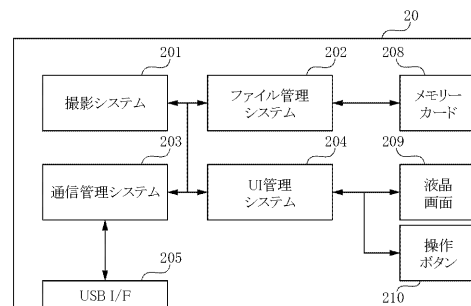 20
201
202
208
撮影システム
ファイル管理
システム
メモリー
カード
203
204
209
通信管理システム
UI管理
システム
液晶
画面
205
操作
ボタン
USB I/F
210